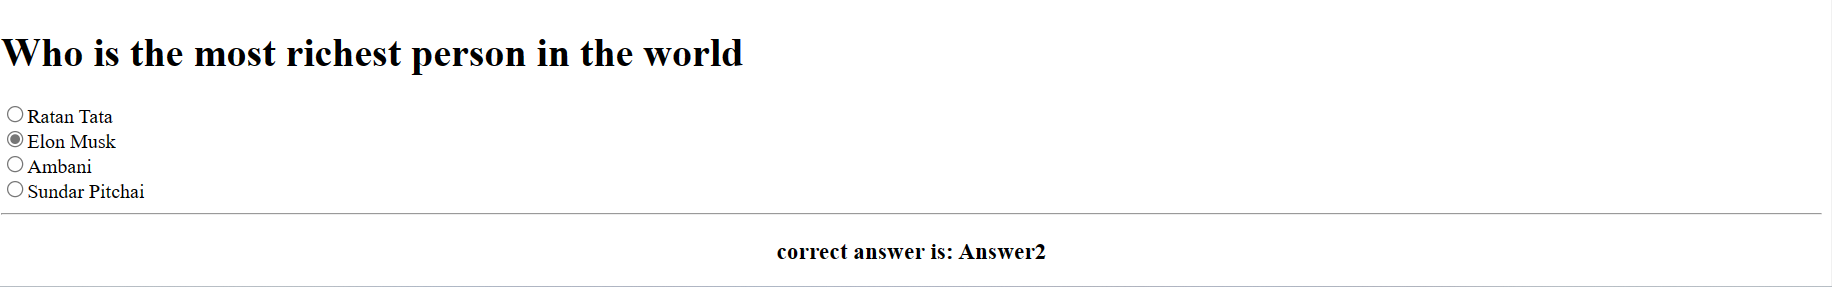 Who is the most richest person in the world
Ratan Tata
Elon Musk
Ambani
Sundar Pitchai
correct answer is: Answer2